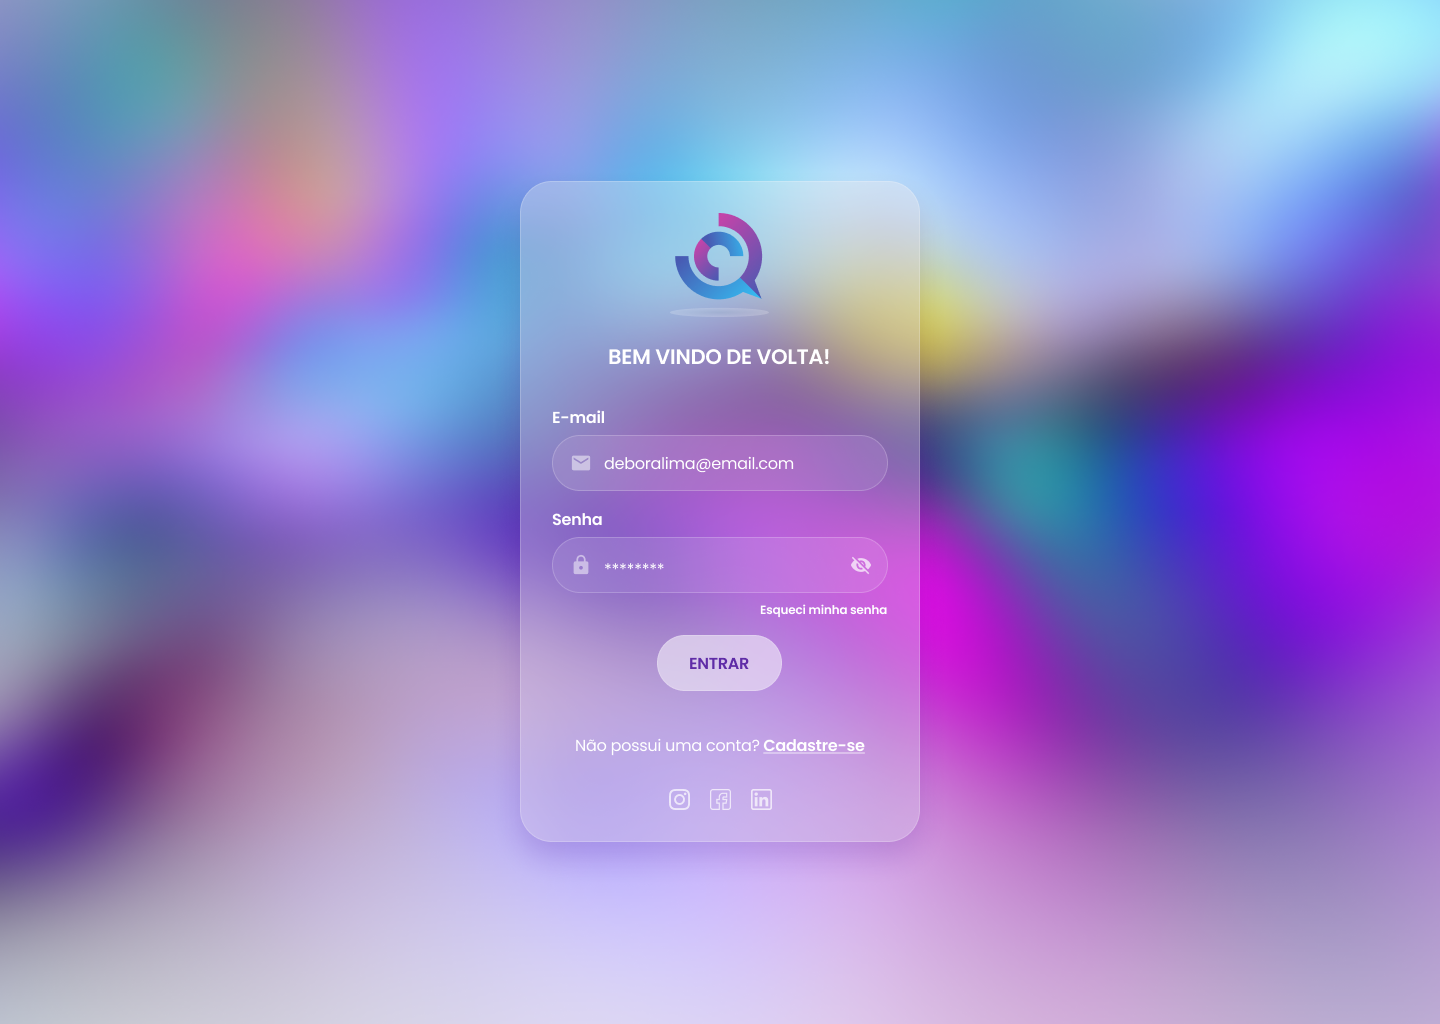 BEM VINDO DE VOLTA!
E-mail
deboralima@email.com
Senha
********
Esqueci minha senha
ENTRAR
Não possui uma conta? Cadastre-se